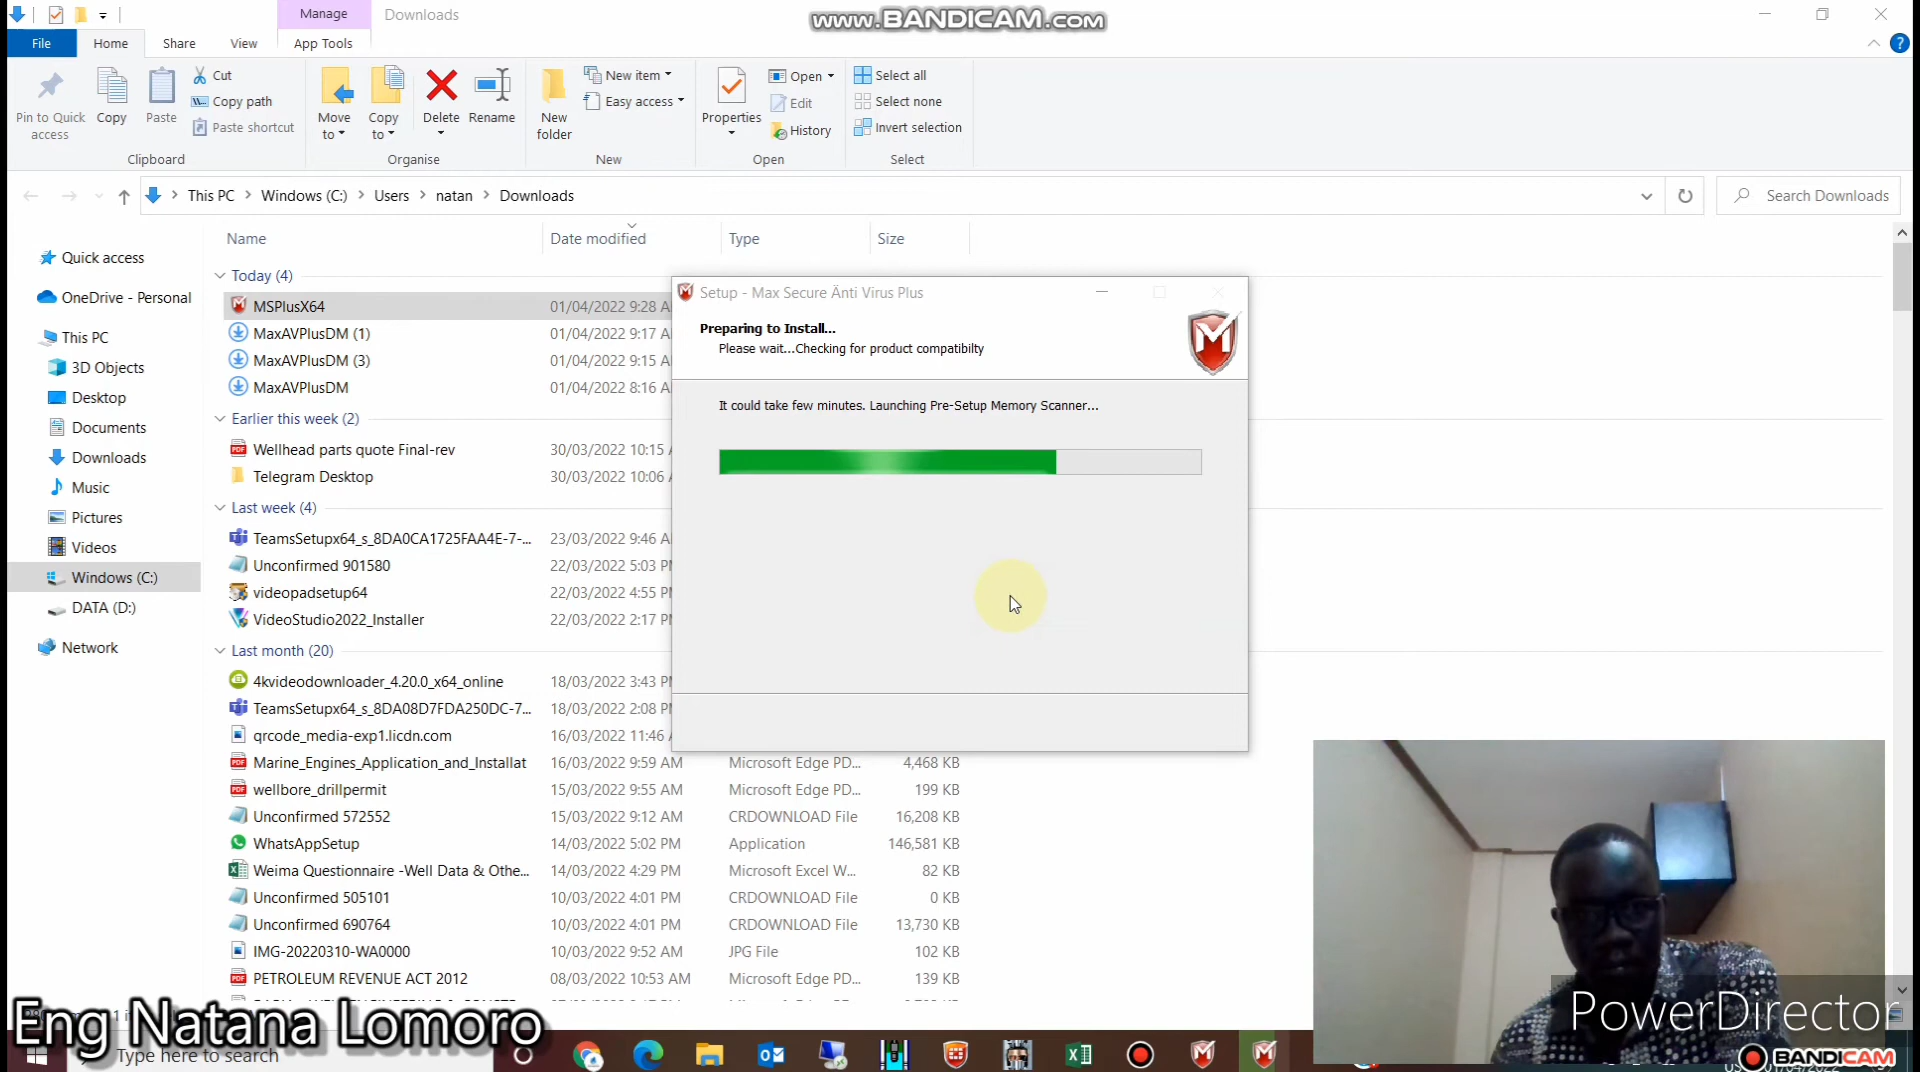 Manage
Downloads
www.BANDICAM.com
File
Home
Share
View
App Tools
Pin to Quick access
Copy
Paste
Cut
Copy path
Paste shortcut
Clipboard
Move to
Copy to
Delete
Rename
Organise
New folder
New item
Easy access
New
Properties
Open
Edit
History
Open
Select all
Select none
Invert selection
Select
This PC
Windows (C:)
Users
natan
Downloads
Search Downloads
Quick access
OneDrive - Personal
This PC
3D Objects
Desktop
Documents
Downloads
Music
Pictures
Videos
Windows (C:)
DATA (D:)
Network
Name
Date modified
Type
Size
Today (4)
MSPlusX64 01/04/2022 9:28
MaxAVPlusDM (1) 01/04/2022 9:17
MaxAVPlusDM (3) 01/04/2022 9:15
MaxAVPlusDM 01/04/2022 8:16
Earlier this week (2)
Wellhead parts quote Final-rev 30/03/2022 10:15
Telegram Desktop 30/03/2022 10:06
Last week (4)
TeamsSetupx64_s_8DA0CA1725FAA4E-7-... 23/03/2022 9:46
Unconfirmed 901580 22/03/2022 5:03
videopadsetup64 22/03/2022 4:55
VideoStudio2022_Installer 22/03/2022 2:17
Last month (20)
4kvideodownloader_4.20.0_x64_online 18/03/2022 3:43
TeamsSetupx64_s_8DA08D7FDA250DC-7... 18/03/2022 2:08
qrcode_media-exp1.licdn.com 16/03/2022 11:46
Marine_Engines_Application_and_Installat 16/03/2022 9:59 AM Microsoft Edge PD... 4,468 KB
wellbore_drillpermit 15/03/2022 9:55 AM Microsoft Edge PD... 199 KB
Unconfirmed 572552 15/03/2022 9:12 AM CRDOWNLOAD File 16,208 KB
WhatsAppSetup 14/03/2022 5:02 PM Application 146,581 KB
Weima Questionnaire -Well Data & Othe... 14/03/2022 4:29 PM Microsoft Excel W... 82 KB
Unconfirmed 505101 10/03/2022 4:01 PM CRDOWNLOAD File 0 KB
Unconfirmed 690764 10/03/2022 4:01 PM CRDOWNLOAD File 13,730 KB
IMG-20220310-WA0000 10/03/2022 9:52 AM JPG File 102 KB
PETROLEUM REVENUE ACT 2012 08/03/2022 10:53 AM Microsoft Edge PD... 139 KB
Setup - Max Secure Änti Virus Plus
Preparing to Install...
Please wait...Checking for product compatibilty
It could take few minutes. Launching Pre-Setup Memory Scanner...
Eng Natana Lomoro
PowerDirector
Type here to search
BANDICAM